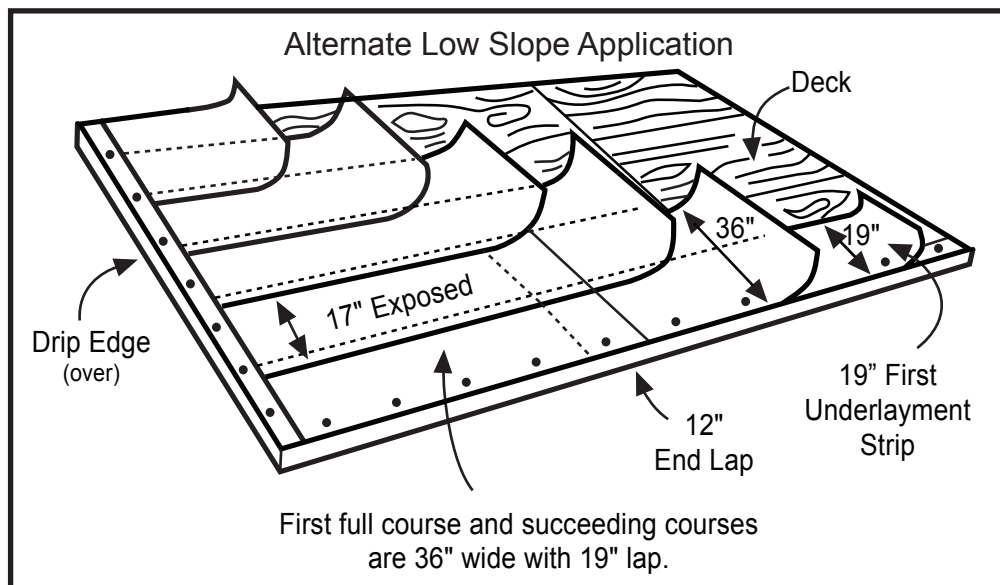 Alternate Low Slope Application
Deck
36"
19"
17" Exposed
Drip Edge
(over)
19” First
Underlayment
Strip
12"
End Lap
First full course and succeeding courses
are 36" wide with 19" lap.